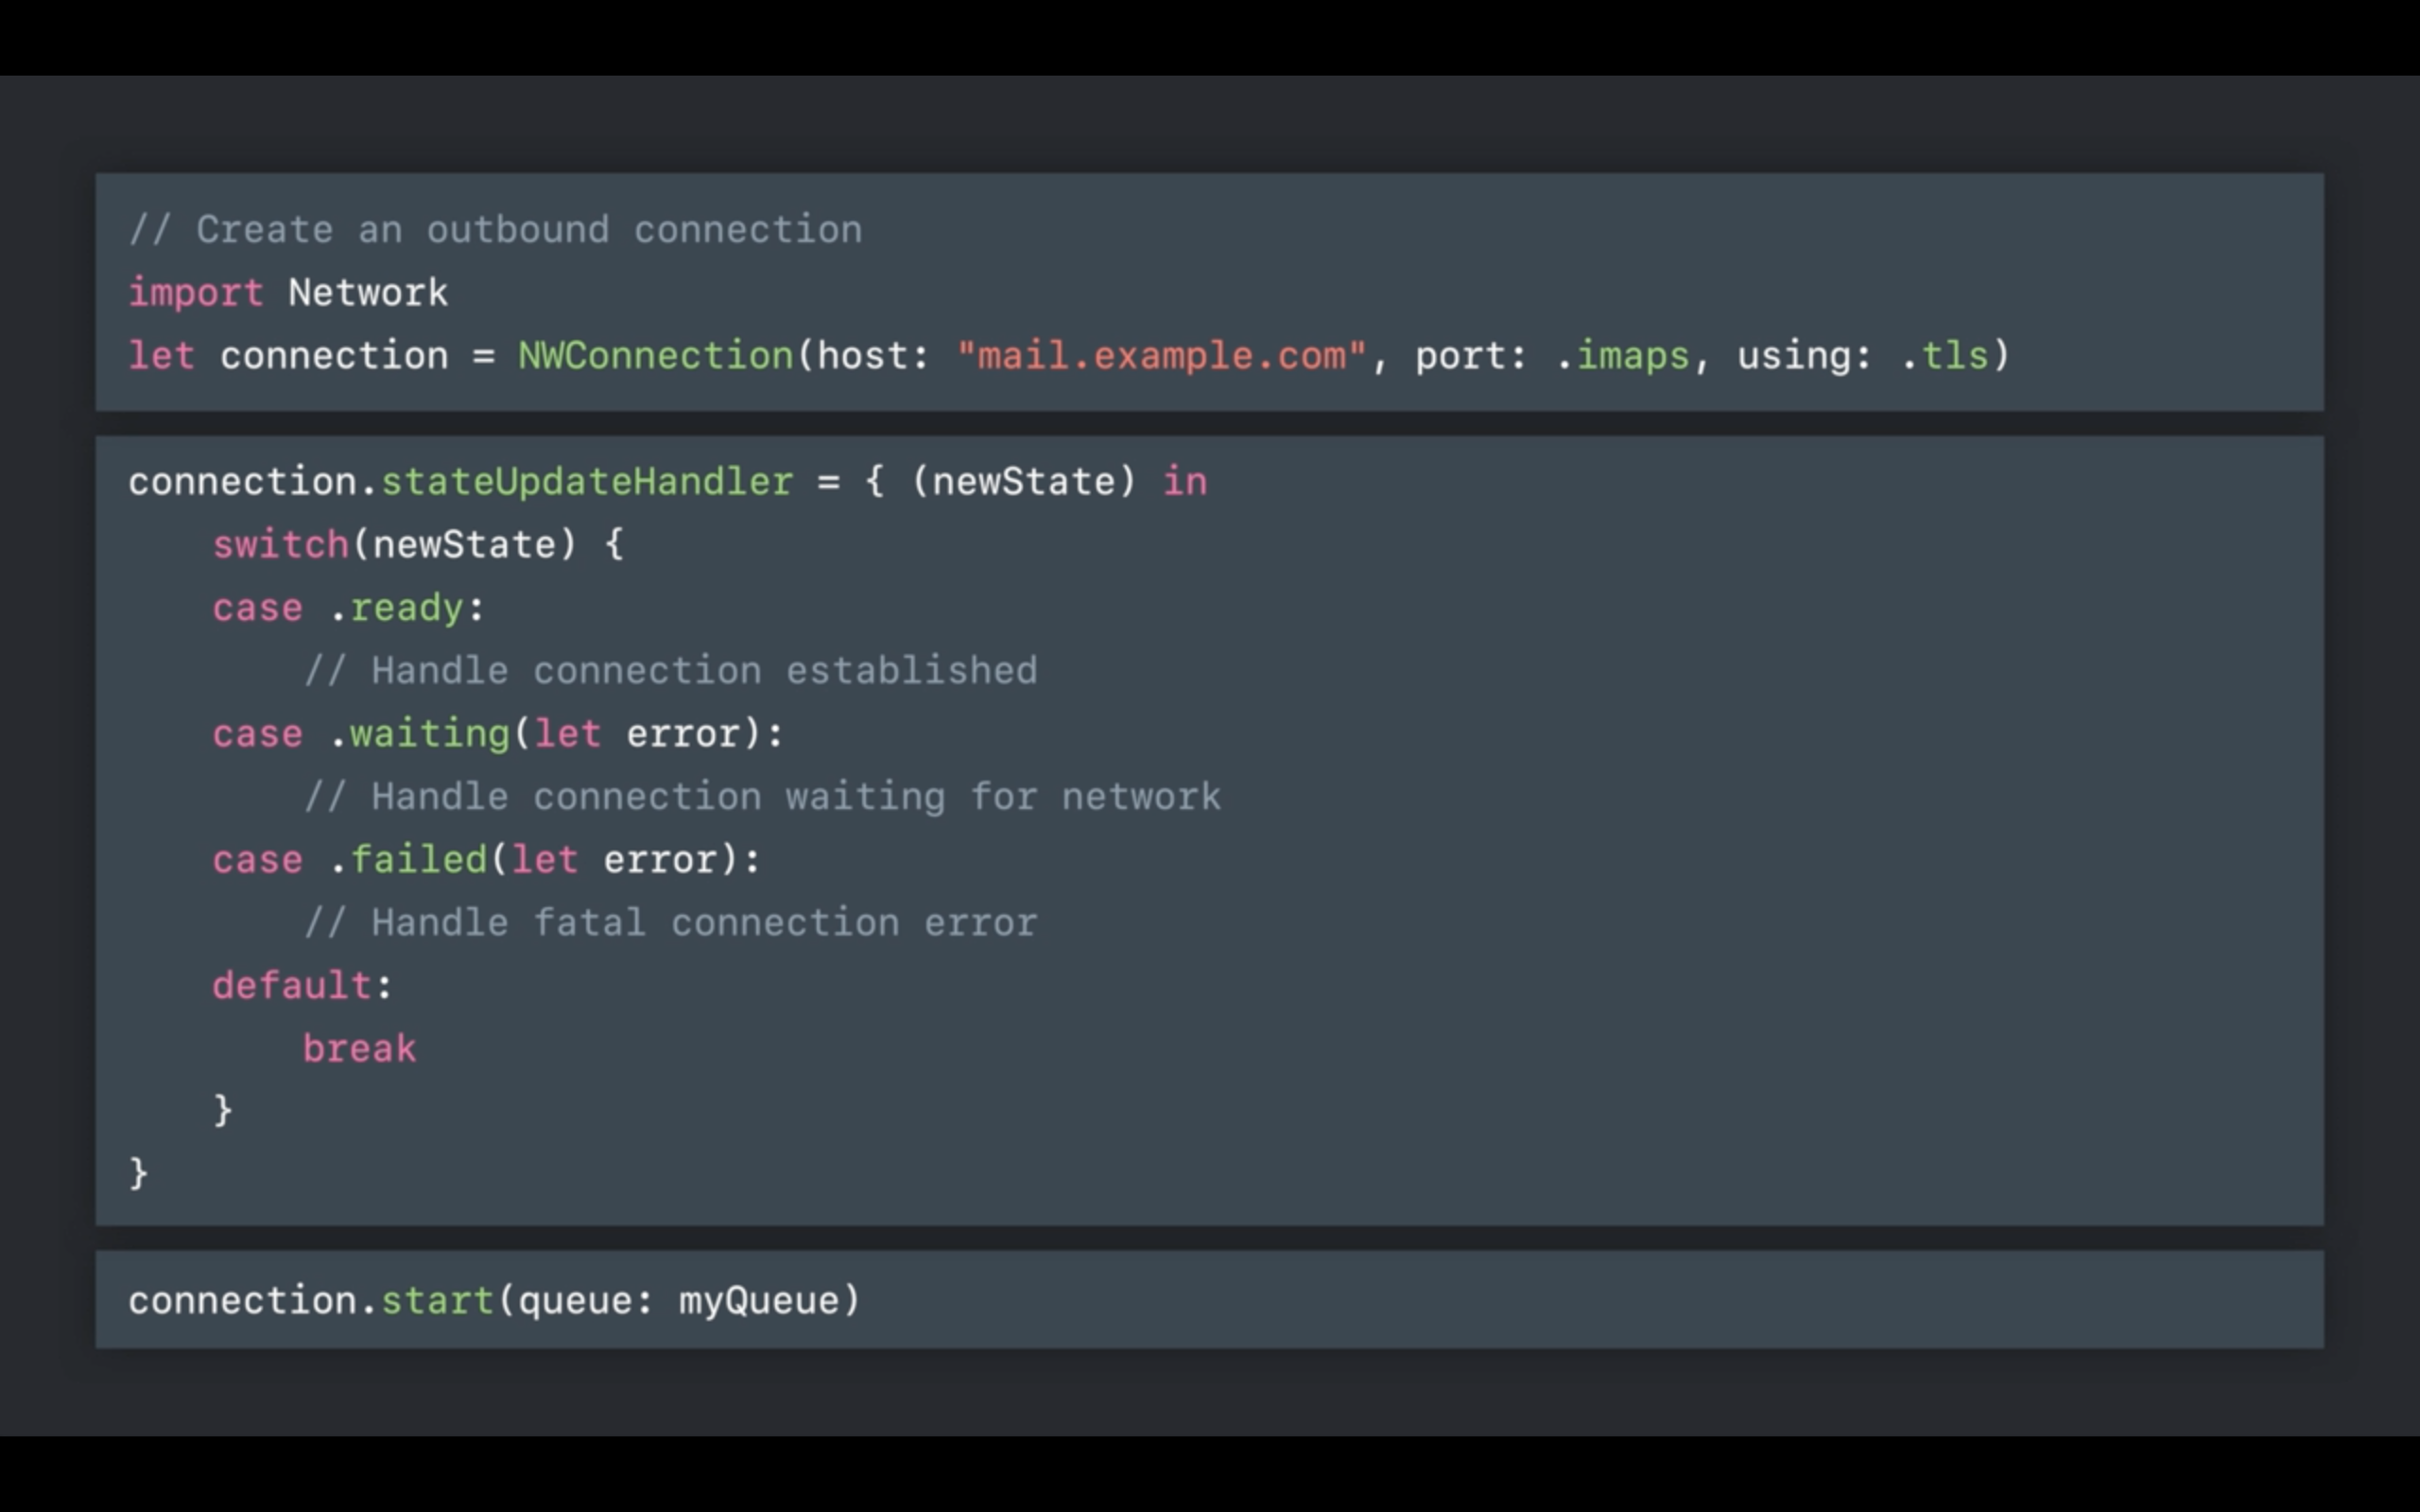 // Create an outbound connection
import Network
let connection = NWConnection(host: "mail.example.com", port: .imaps, using: .tls)
connection.stateUpdateHandler = { (newState) in
    switch(newState) {
    case .ready:
        // Handle connection established
    case .waiting(let error):
        // Handle connection waiting for network
    case .failed(let error):
        // Handle fatal connection error
    default:
        break
    }
}
connection.start(queue: myQueue)